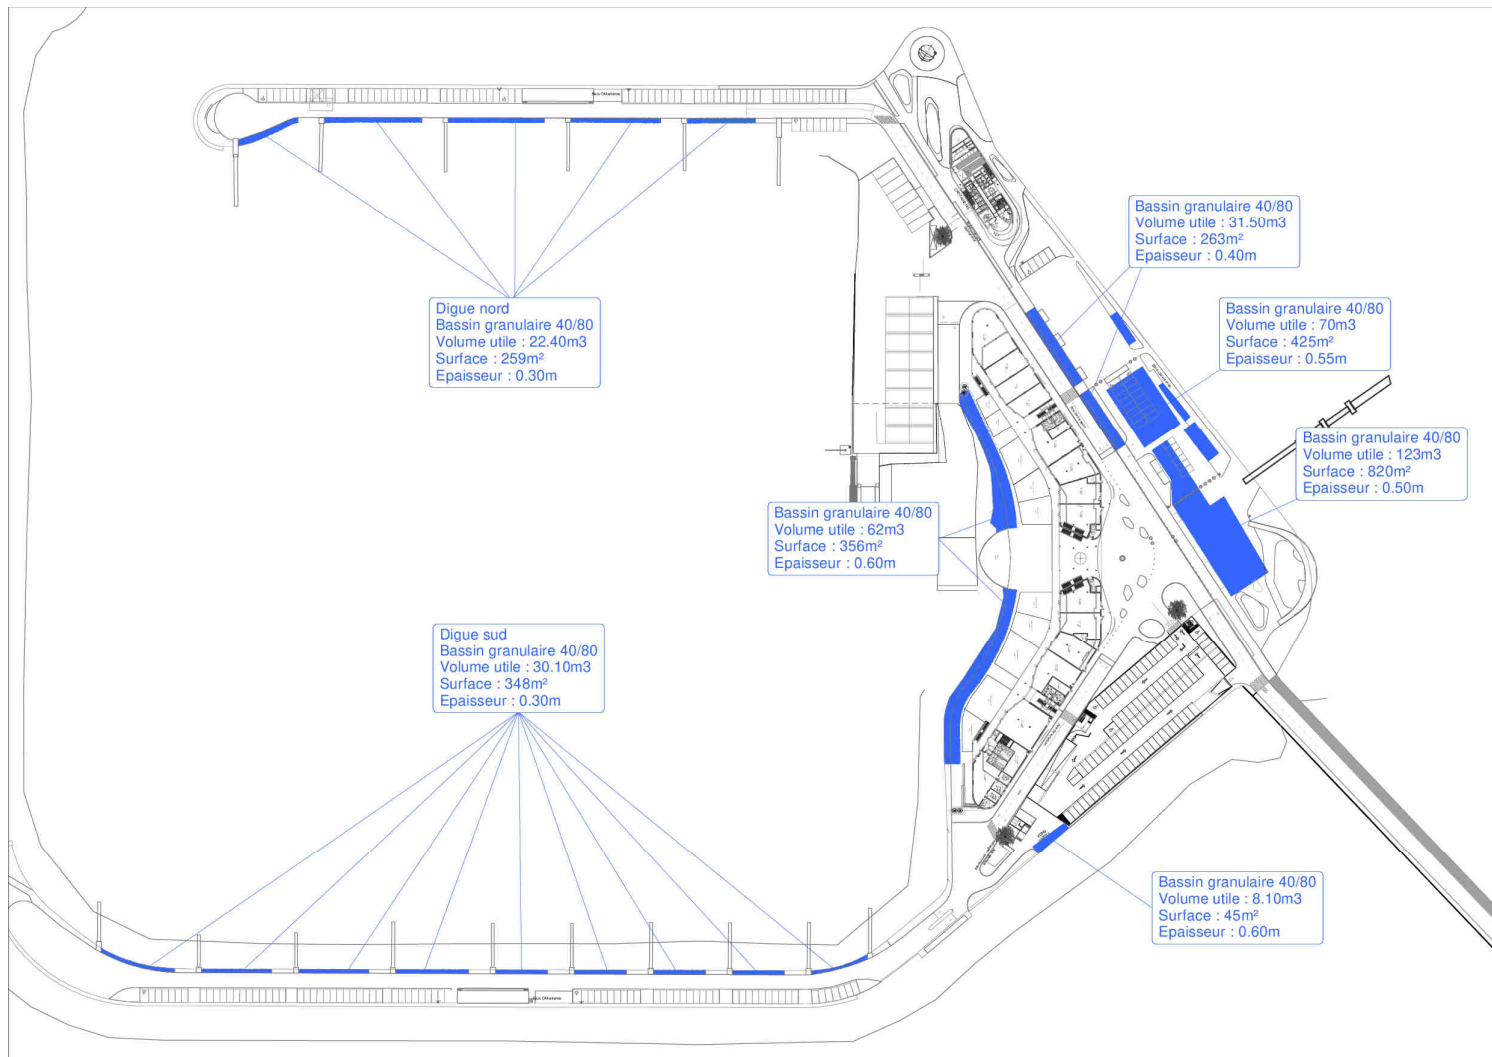 Bassin granulaire 40/80
Volume utile : 31.50m3
Surface : 263m²
Epaisseur : 0.40m
Digue nord
Bassin granulaire 40/80
Volume utile : 22.40m3
Surface : 259m²
Epaisseur : 0.30m
Bassin granulaire 40/80
Volume utile : 70m3
Surface : 425m²
Epaisseur : 0.55m
Bassin granulaire 40/80
Volume utile : 123m3
Surface : 820m²
Epaisseur : 0.50m
Bassin granulaire 40/80
Volume utile : 62m3
Surface : 356m²
Epaisseur : 0.60m
Digue sud
Bassin granulaire 40/80
Volume utile : 30.10m3
Surface : 348m²
Epaisseur : 0.30m
Bassin granulaire 40/80
Volume utile : 8.10m3
Surface : 45m²
Epaisseur : 0.60m